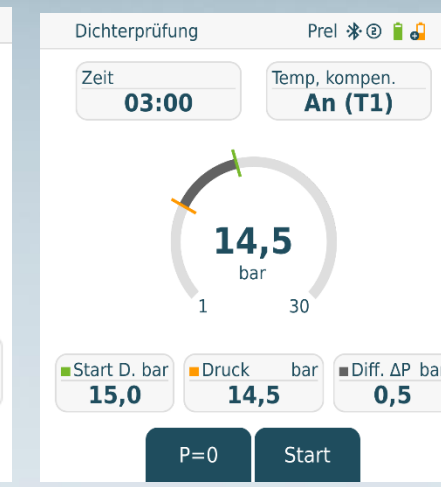 Dichterprüfung Prel 2
Zeit
03:00
Temp, kompen.
An (T1)
14,5
bar
1 30
Start D. bar
15,0
Druck bar
14,5
Diff. ΔP bar
0,5
P=0
Start